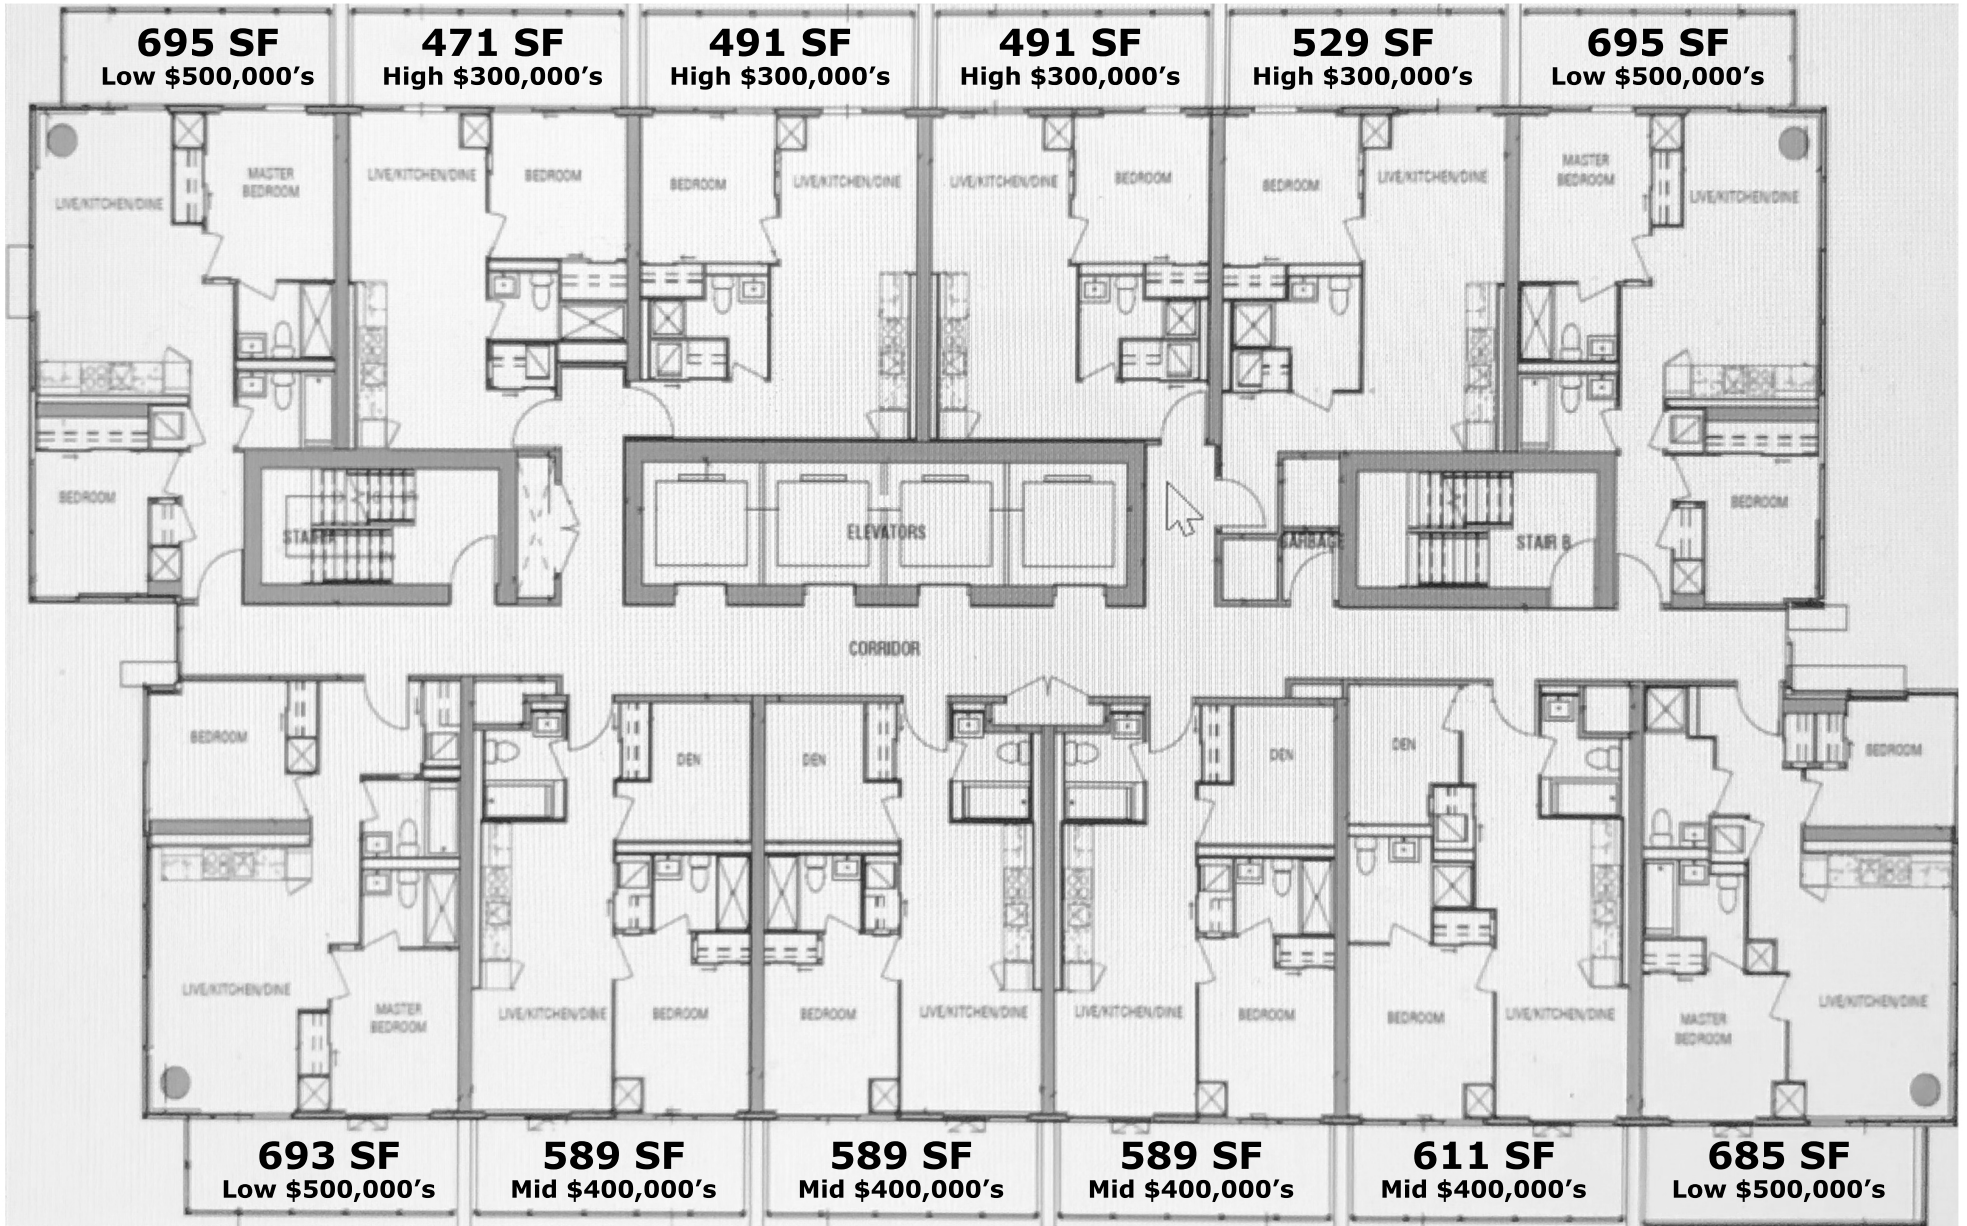 695 SF
Low $500,000’s
471 SF
High $300,000’s
491 SF
High $300,000’s
491 SF
High $300,000’s
529 SF
High $300,000’s
695 SF
Low $500,000’s
LIVE/KITCHEN/DINE
MASTER
BEDROOM
LIVE/KITCHEN/DINE
BEDROOM
BEDROOM
LIVE/KITCHEN/DINE
LIVE/KITCHEN/DINE
BEDROOM
BEDROOM
LIVE/KITCHEN/DINE
MASTER
BEDROOM
LIVE/KITCHEN/DINE
BEDROOM
STAIR A
ELEVATORS
GARBAGE
STAIR B
BEDROOM
CORRIDOR
BEDROOM
DEN
DEN
DEN
DEN
BEDROOM
LIVE/KITCHEN/DINE
MASTER
BEDROOM
LIVE/KITCHEN/DINE
BEDROOM
BEDROOM
LIVE/KITCHEN/DINE
LIVE/KITCHEN/DINE
BEDROOM
BEDROOM
LIVE/KITCHEN/DINE
MASTER
BEDROOM
LIVE/KITCHEN/DINE
693 SF
Low $500,000’s
589 SF
Mid $400,000’s
589 SF
Mid $400,000’s
589 SF
Mid $400,000’s
611 SF
Mid $400,000’s
685 SF
Low $500,000’s